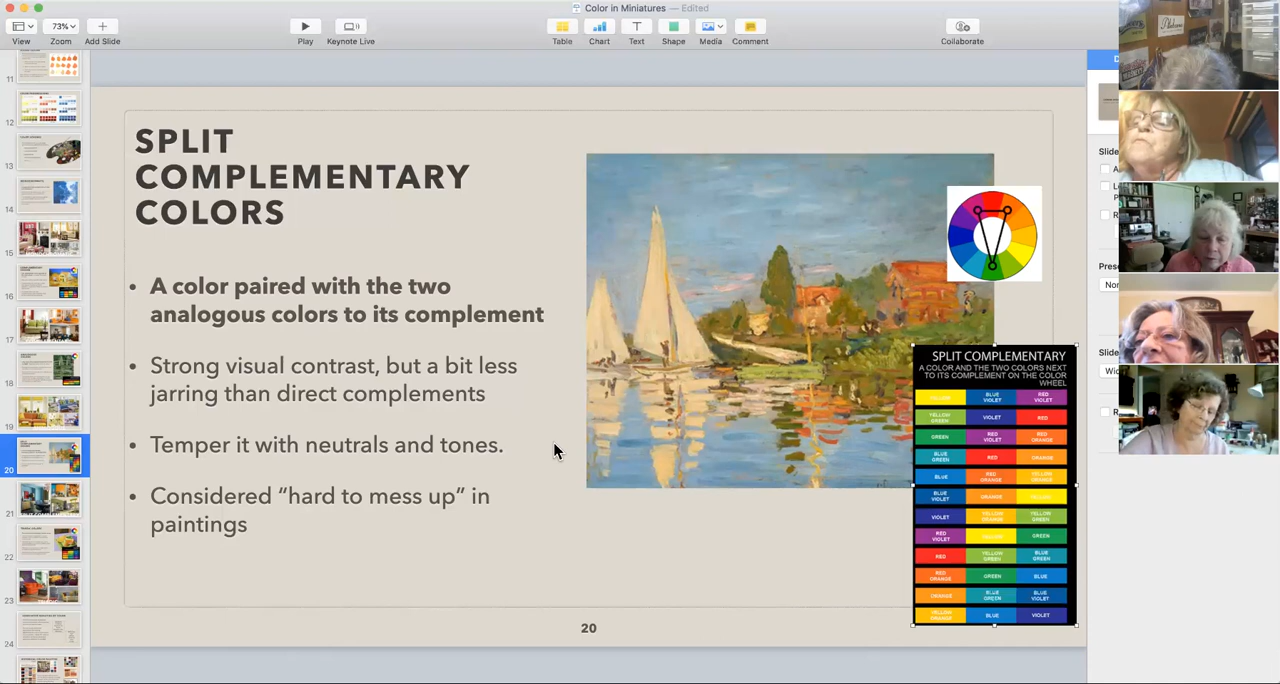 Color in Miniatures — Edited
73%
View
Zoom
Add Slide
Play
Keynote Live
Table
Chart
Text
Shape
Media
Comment
Collaborate
11
12
13
14
15
16
17
18
19
20
21
22
23
24
SPLIT
COMPLEMENTARY
COLORS
• A color paired with the two
analogous colors to its complement
• Strong visual contrast, but a bit less
jarring than direct complements
• Temper it with neutrals and tones.
• Considered “hard to mess up” in
paintings
20
SPLIT COMPLEMENTARY
A COLOR AND THE TWO COLORS NEXT
TO ITS COMPLEMENT ON THE COLOR
WHEEL
YELLOW BLUE VIOLET RED VIOLET
YELLOW GREEN VIOLET RED
GREEN RED VIOLET RED ORANGE
BLUE GREEN RED ORANGE
BLUE RED ORANGE YELLOW ORANGE
BLUE VIOLET ORANGE YELLOW
VIOLET YELLOW ORANGE YELLOW GREEN
RED VIOLET YELLOW GREEN
RED YELLOW GREEN BLUE GREEN
RED ORANGE GREEN BLUE
ORANGE BLUE GREEN BLUE VIOLET
YELLOW ORANGE BLUE VIOLET
Slide
Prese
Non
Slide
Wic